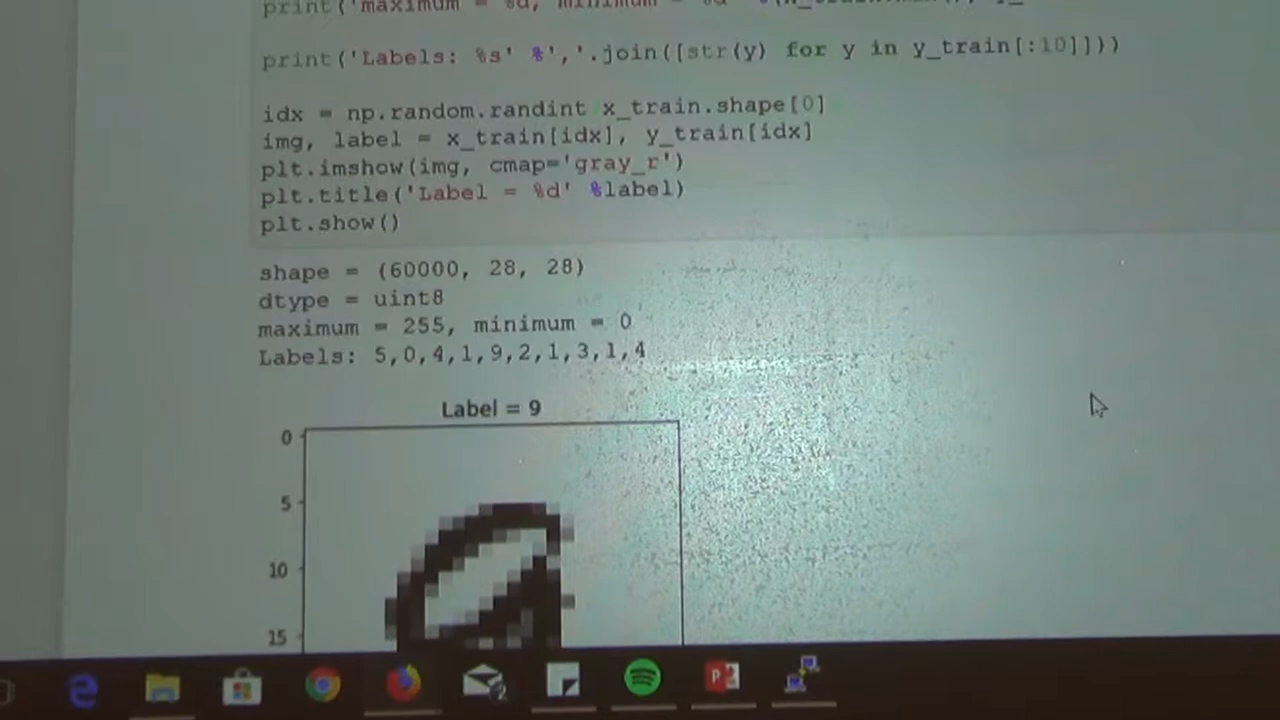 print('maximum = %d, minimum = %d'
print('Labels: %s' %','.join([str(y) for y in y_train[:10]]))
idx = np.random.randint x_train.shape[0]
img, label = x_train[idx], y_train[idx]
plt.imshow(img, cmap='gray_r')
plt.title('Label = %d' %label)
plt.show()
shape = (60000, 28, 28)
dtype = uint8
maximum = 255, minimum = 0
Labels: 5,0,4,1,9,2,1,3,1,4
Label = 9
0
5
10
15